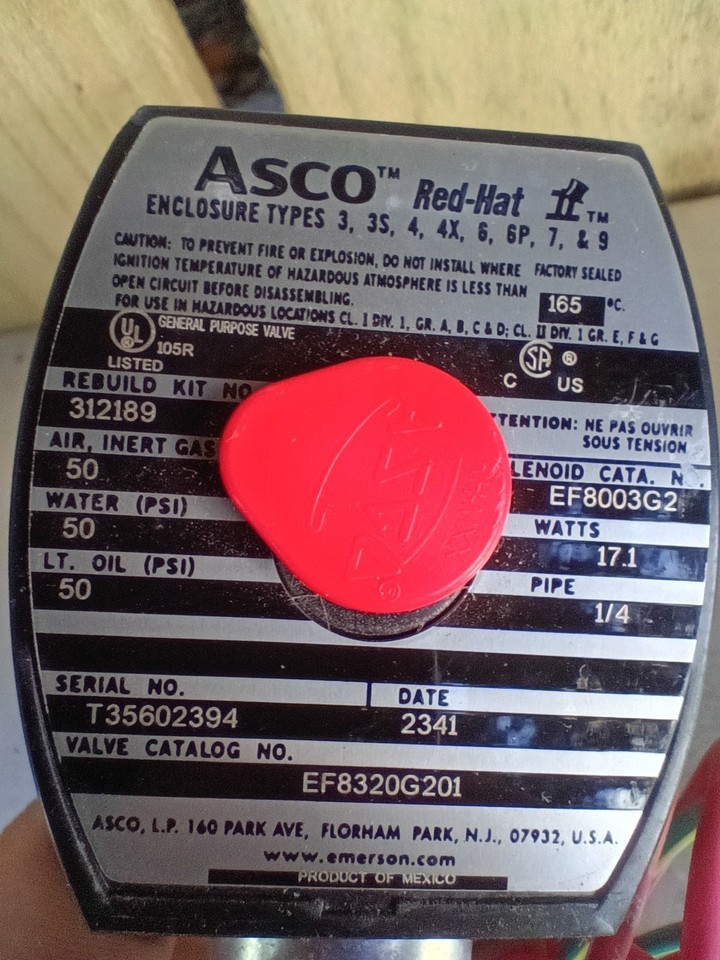 ASCO™ Red-Hat II™
ENCLOSURE TYPES 3, 3S, 4, 4X, 6, 6P, 7, & 9
CAUTION: TO PREVENT FIRE OR EXPLOSION, DO NOT INSTALL WHERE
IGNITION TEMPERATURE OF HAZARDOUS ATMOSPHERE IS LESS THAN
OPEN CIRCUIT BEFORE DISASSEMBLING.
FACTORY SEALED
165 °C.
FOR USE IN HAZARDOUS LOCATIONS CL. I DIV. 1, GR. A, B, C & D; CL. II DIV. 1 GR. E, F & G
UL ® GENERAL PURPOSE VALVE
105R
LISTED
C SA ®
C US
REBUILD KIT NO
312189
TTENTION: NE PAS OUVRIR
SOUS TENSION
AIR, INERT GAS
50
LENOID CATA. N
EF8003G2
WATER (PSI)
50
WATTS
17.1
LT. OIL (PSI)
50
PIPE
1/4
SERIAL NO.
T35602394
DATE
2341
VALVE CATALOG NO.
EF8320G201
ASCO, L.P. 160 PARK AVE, FLORHAM PARK, N.J., 07932, U.S.A.
www.emerson.com
PRODUCT OF MEXICO